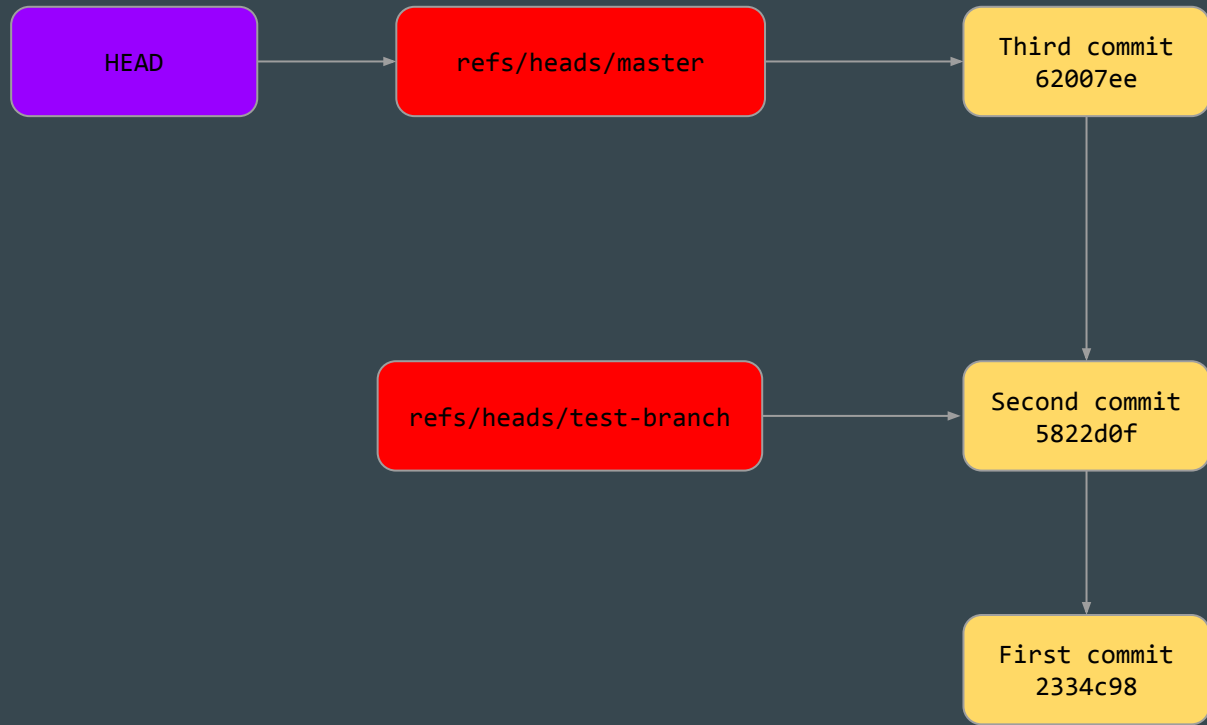 HEAD
refs/heads/master
Third commit
62007ee
refs/heads/test-branch
Second commit
5822d0f
First commit
2334c98